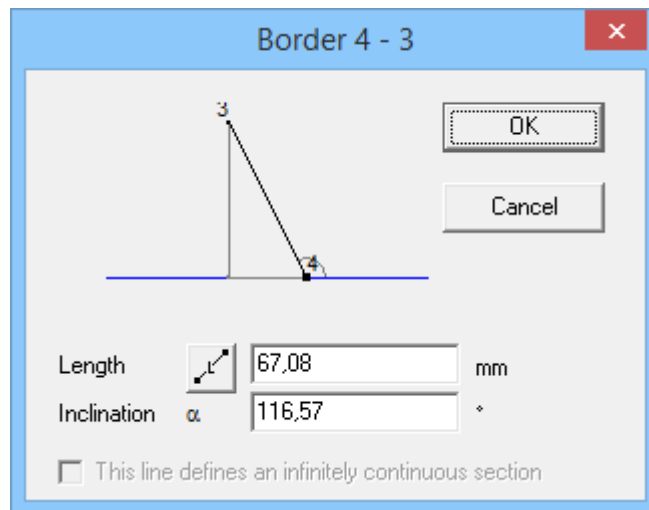 Border 4 - 3
3
OK
Cancel
4
Length L 67,08 mm
Inclination α 116,57 °
This line defines an infinitely continuous section